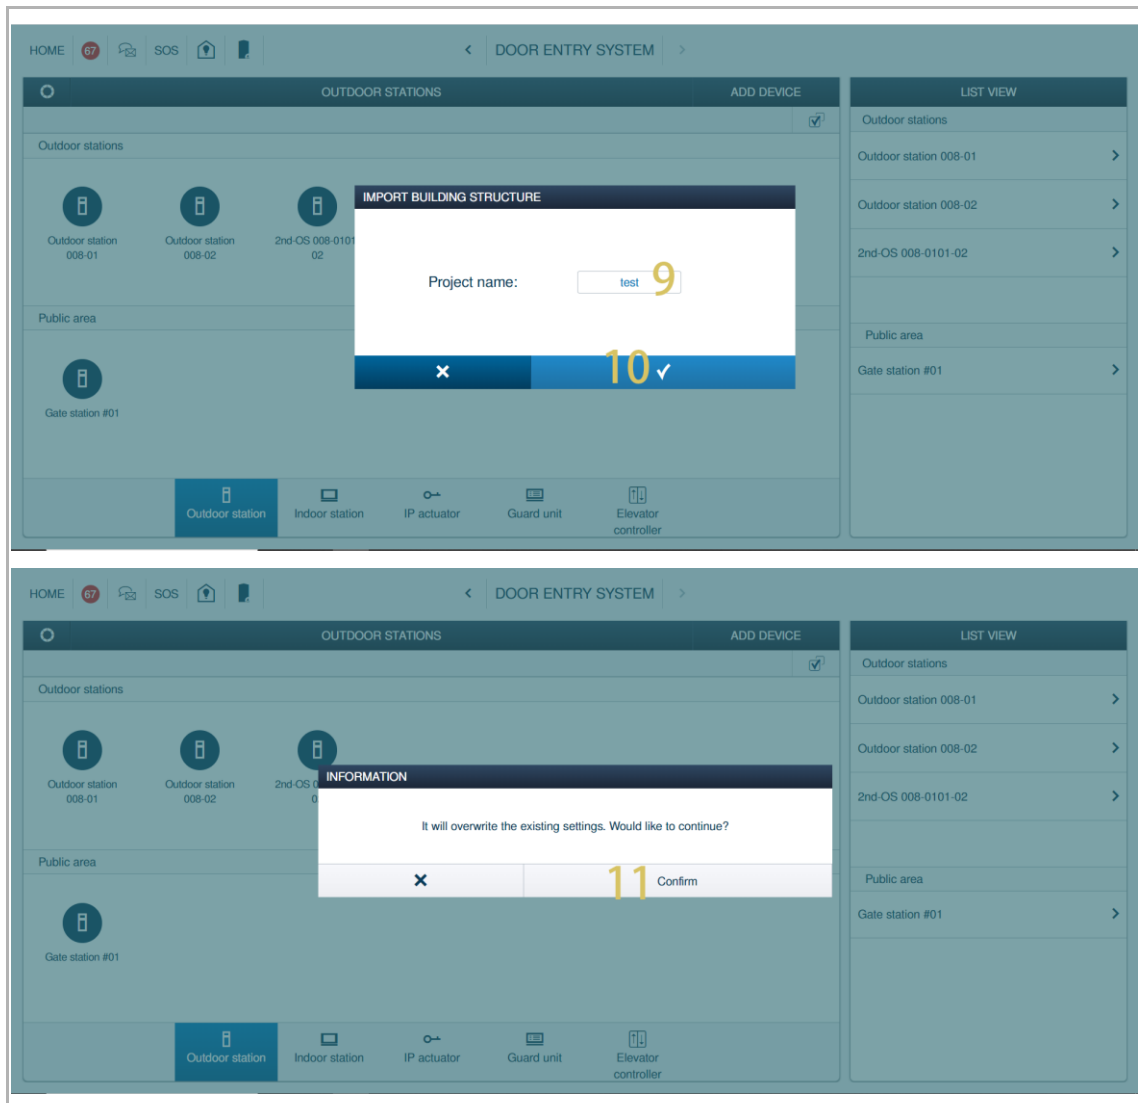 HOME 67 SOS < DOOR ENTRY SYSTEM >
OUTDOOR STATIONS ADD DEVICE LIST VIEW
Outdoor stations
Outdoor stations
Outdoor station 008-01
Outdoor station 008-02
2nd-OS 008-0101-02
Outdoor station
008-01
Outdoor station
008-02
2nd-OS 008-0101
02
IMPORT BUILDING STRUCTURE
Project name: test 9
10
Public area
Public area
Gate station #01
Gate station #01
Outdoor station
Indoor station
IP actuator
Guard unit
Elevator
controller
HOME 67 SOS < DOOR ENTRY SYSTEM >
OUTDOOR STATIONS ADD DEVICE LIST VIEW
Outdoor stations
Outdoor stations
Outdoor station 008-01
Outdoor station 008-02
2nd-OS 008-0101-02
Outdoor station
008-01
Outdoor station
008-02
2nd-OS 0
0
INFORMATION
It will overwrite the existing settings. Would like to continue?
11 Confirm
Public area
Public area
Gate station #01
Gate station #01
Outdoor station
Indoor station
IP actuator
Guard unit
Elevator
controller